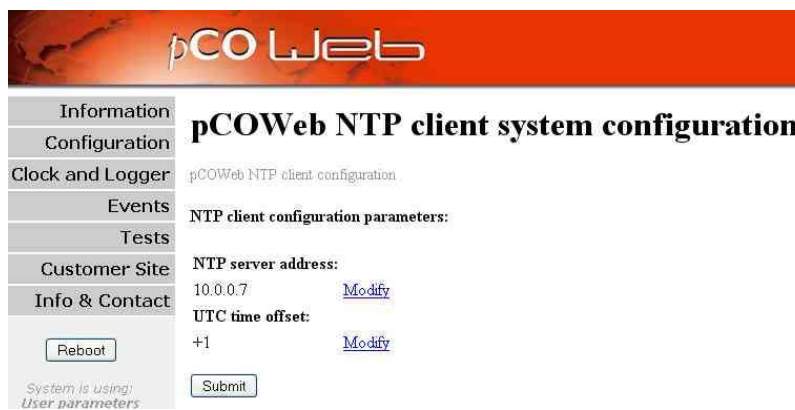 pCO Web
Information
Configuration
Clock and Logger
Events
Tests
Customer Site
Info & Contact
Reboot
System is using:
User parameters
pCOWeb NTP client system configuration
pCOWeb NTP client configuration
NTP client configuration parameters:
NTP server address:
10.0.0.7 Modify
UTC time offset:
+1 Modify
Submit